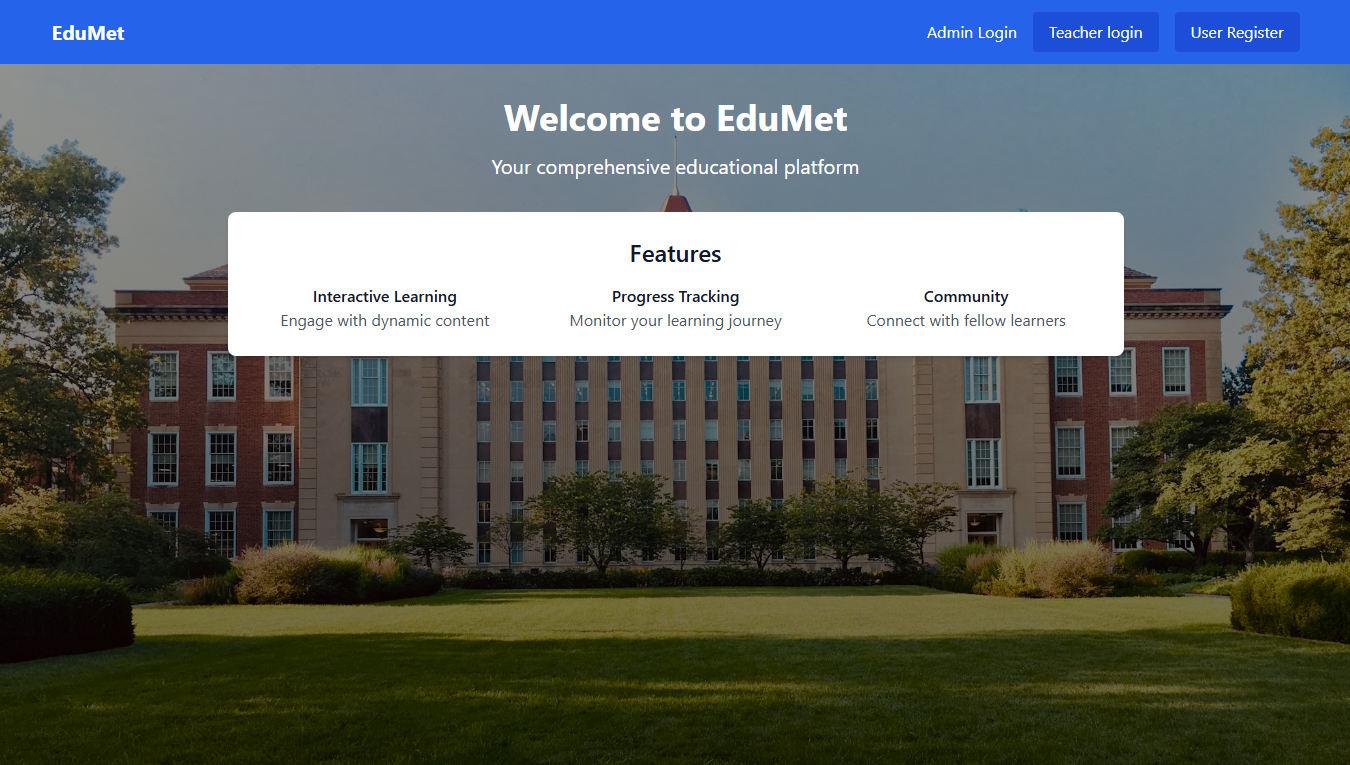 EduMet
Admin Login
Teacher login
User Register
Welcome to EduMet
Your comprehensive educational platform
Features
Interactive Learning
Engage with dynamic content
Progress Tracking
Monitor your learning journey
Community
Connect with fellow learners